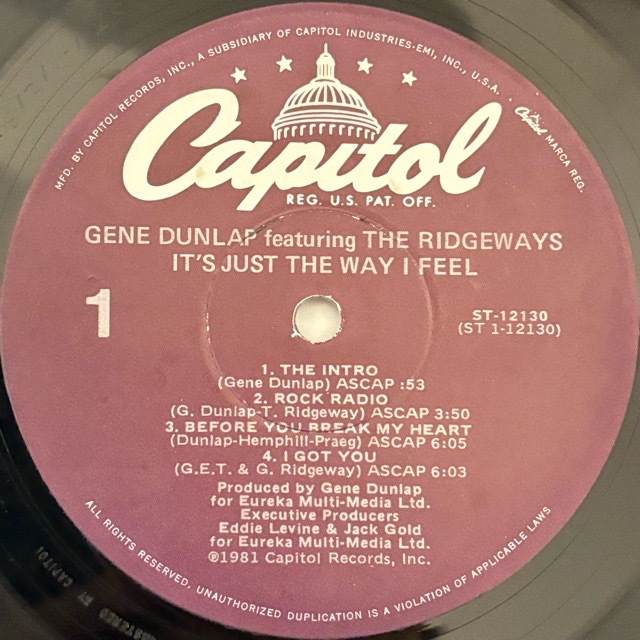 MFD. BY CAPITOL RECORDS, INC., A SUBSIDIARY OF CAPITOL INDUSTRIES-EMI, INC., U.S.A. · Capitol MARCA REG.
Capitol
REG. U.S. PAT. OFF.
GENE DUNLAP featuring THE RIDGEWAYS
IT'S JUST THE WAY I FEEL
1
ST-12130
(ST 1-12130)
1. THE INTRO
(Gene Dunlap) ASCAP :53
2. ROCK RADIO
(G. Dunlap-T. Ridgeway) ASCAP 3:50
3. BEFORE YOU BREAK MY HEART
(Dunlap-Hemphill-Praeg) ASCAP 6:05
4. I GOT YOU
(G.E.T. & G. Ridgeway) ASCAP 6:03
Produced by Gene Dunlap
for Eureka Multi-Media Ltd.
Executive Producers
Eddie Levine & Jack Gold
for Eureka Multi-Media Ltd.
℗1981 Capitol Records, Inc.
ALL RIGHTS RESERVED. UNAUTHORIZED DUPLICATION IS A VIOLATION OF APPLICABLE LAWS
MASTERED BY CAPITOL